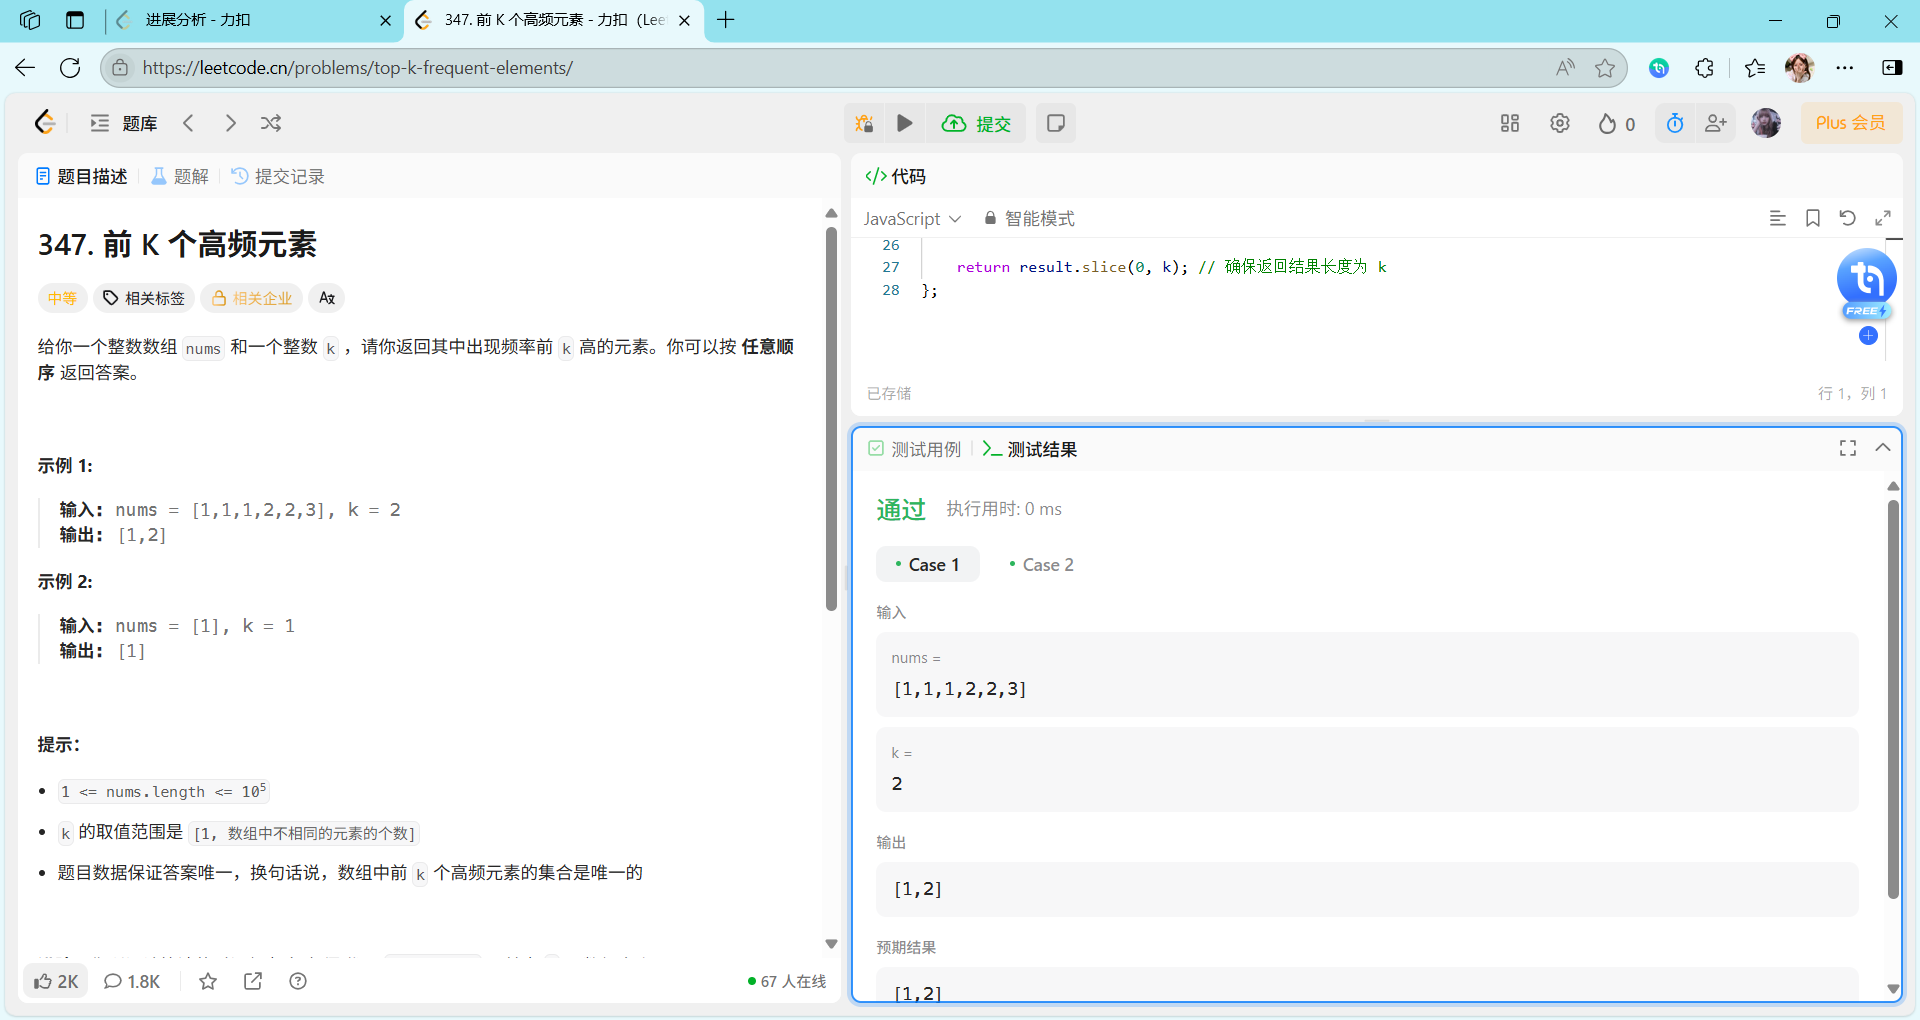 进展分析 - 力扣
347. 前 K 个高频元素 - 力扣（Lee
https://leetcode.cn/problems/top-k-frequent-elements/
题库
提交
0
Plus 会员
题目描述
题解
提交记录
347. 前 K 个高频元素
中等
相关标签
相关企业
给你一个整数数组 nums 和一个整数 k ，请你返回其中出现频率前 k 高的元素。你可以按 任意顺
序 返回答案。
示例 1:
输入: nums = [1,1,1,2,2,3], k = 2
输出: [1,2]
示例 2:
输入: nums = [1], k = 1
输出: [1]
提示：
1 <= nums.length <= 10⁵
k 的取值范围是 [1, 数组中不相同的元素的个数]
题目数据保证答案唯一，换句话说，数组中前 k 个高频元素的集合是唯一的
2K
1.8K
67 人在线
</> 代码
JavaScript
智能模式
26
27 return result.slice(0, k); // 确保返回结果长度为 k
28 };
FREE
已存储
行 1，列 1
测试用例
测试结果
通过
执行用时: 0 ms
Case 1
Case 2
输入
nums =
[1,1,1,2,2,3]
k =
2
输出
[1,2]
预期结果
[1,2]